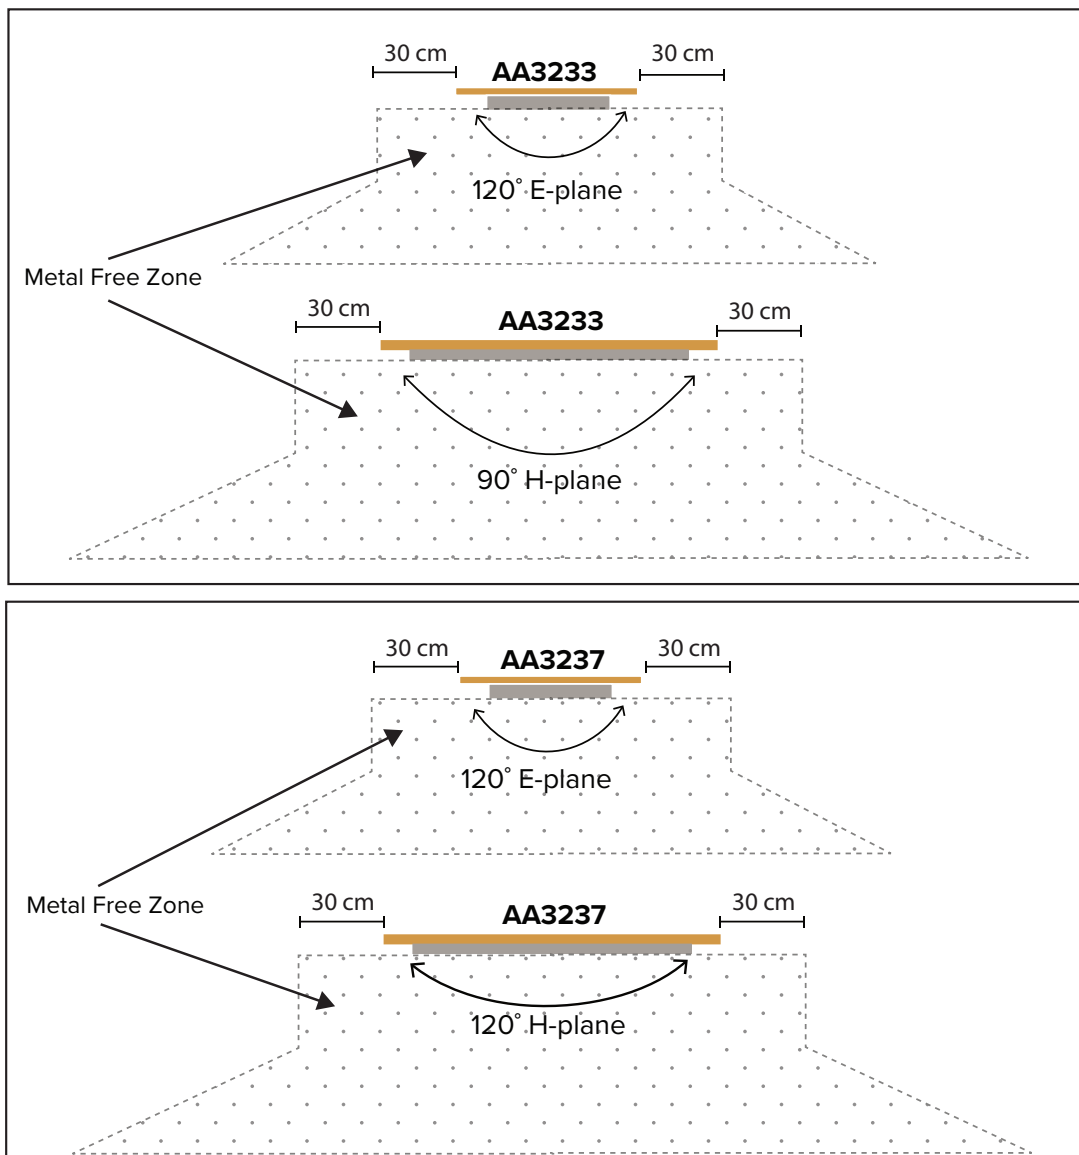 30 cm
AA3233
30 cm
120° E-plane
Metal Free Zone
30 cm
AA3233
30 cm
90° H-plane
30 cm
AA3237
30 cm
120° E-plane
Metal Free Zone
30 cm
AA3237
30 cm
120° H-plane